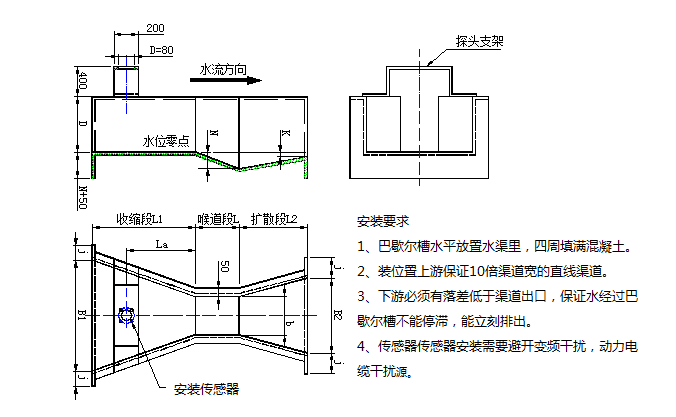 200
D=80
探头支架
水流方向
400
D
水位零点
N
K
N+50
收缩段L1
喉道段L
扩散段L2
La
50
j
j
B1
b
B2
j
j
安装传感器
安装要求
1、巴歇尔槽水平放置水渠里，四周填满混凝土。
2、装位置上游保证10倍渠道宽的直线渠道。
3、下游必须有落差低于渠道出口，保证水经过巴
歇尔槽不能停滞，能立刻排出。
4、传感器传感器安装需要避开变频干扰，动力电
缆干扰源。